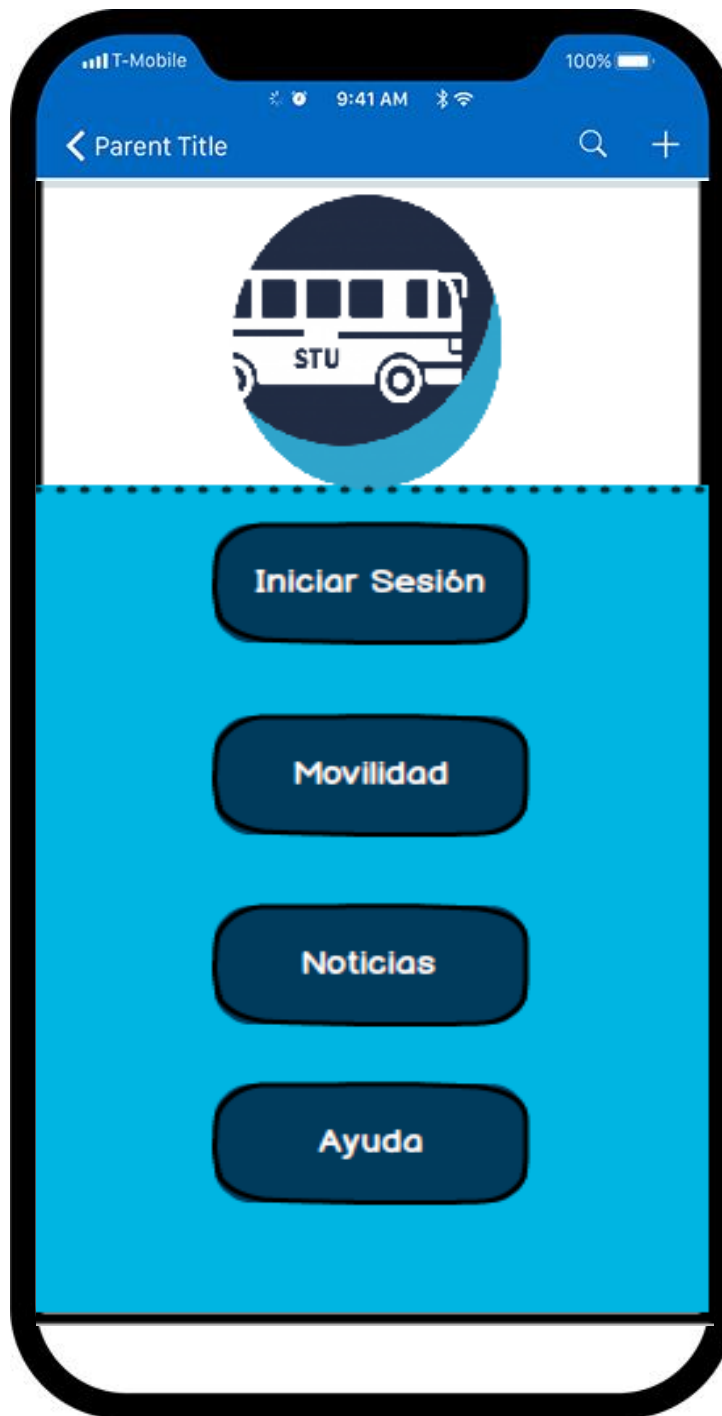 T-Mobile
100%
9:41 AM
Parent Title
STU
Iniciar Sesión
Movilidad
Noticias
Ayuda